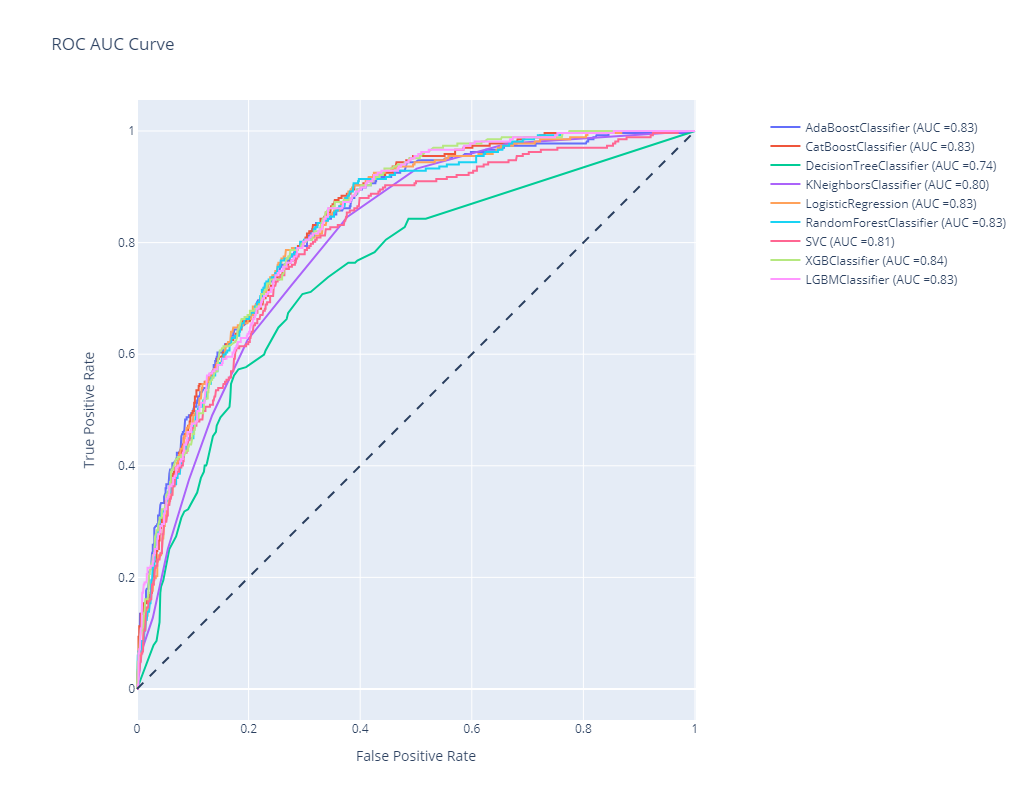 ROC AUC Curve
1
0.8
0.6
0.4
0.2
0
True Positive Rate
0
0.2
0.4
0.6
0.8
1
False Positive Rate
AdaBoostClassifier (AUC =0.83)
CatBoostClassifier (AUC =0.83)
DecisionTreeClassifier (AUC =0.74)
KNeighborsClassifier (AUC =0.80)
LogisticRegression (AUC =0.83)
RandomForestClassifier (AUC =0.83)
SVC (AUC =0.81)
XGBClassifier (AUC =0.84)
LGBMClassifier (AUC =0.83)